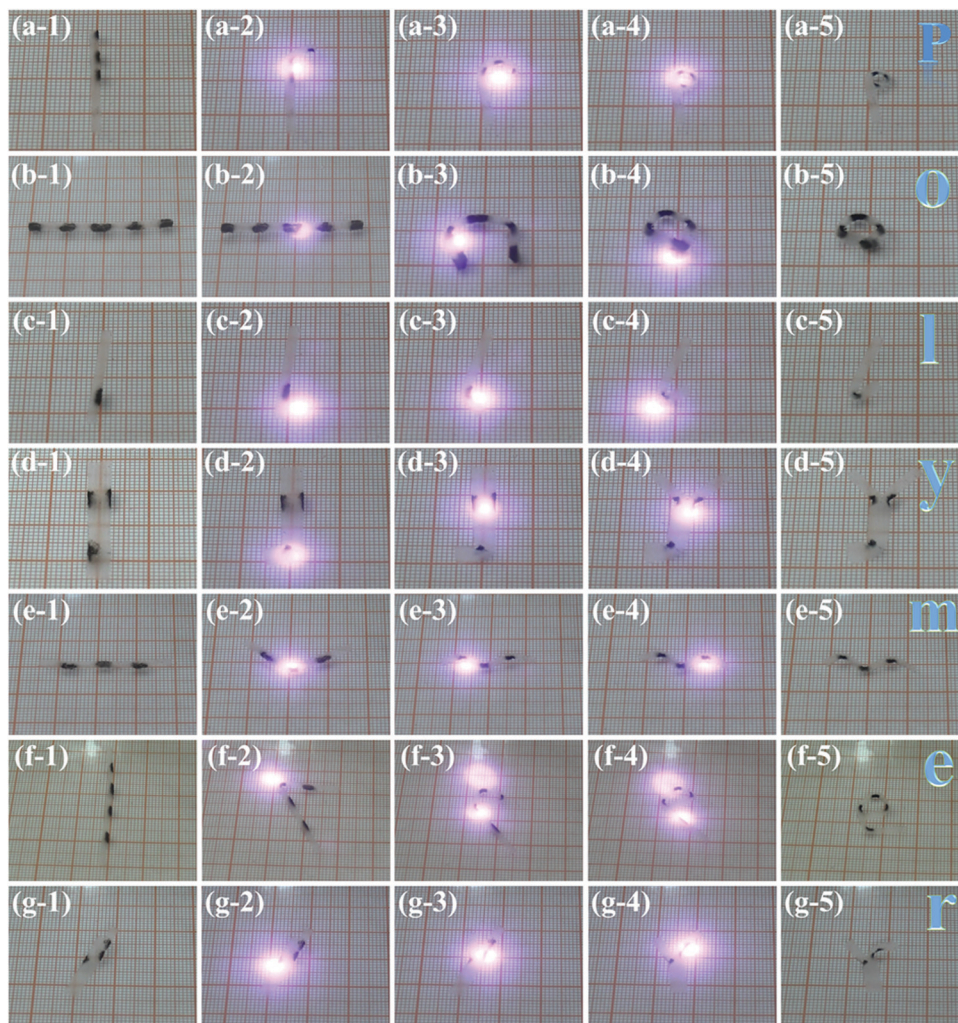 (a-1) (a-2) (a-3) (a-4) (a-5) P
(b-1) (b-2) (b-3) (b-4) (b-5) o
(c-1) (c-2) (c-3) (c-4) (c-5) l
(d-1) (d-2) (d-3) (d-4) (d-5) y
(e-1) (e-2) (e-3) (e-4) (e-5) m
(f-1) (f-2) (f-3) (f-4) (f-5) e
(g-1) (g-2) (g-3) (g-4) (g-5) r